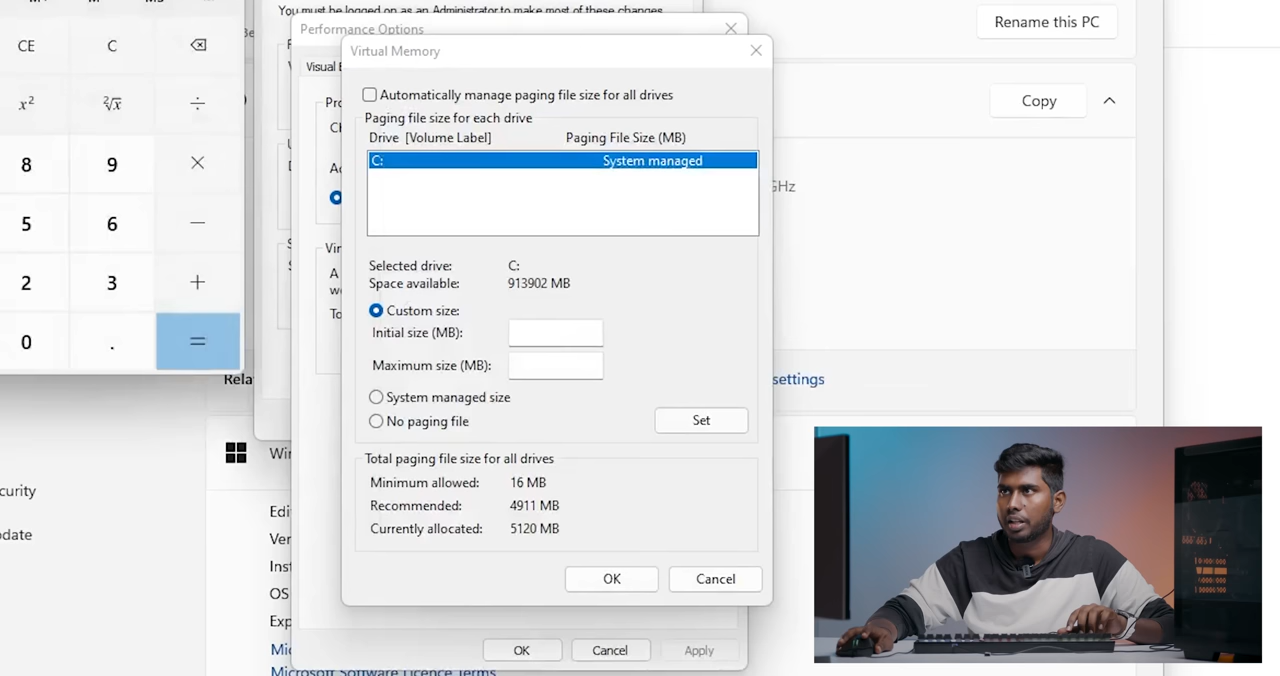 You must be logged on as an Administrator to make most of these changes.
Performance Options
Virtual Memory
Rename this PC
Visual
Automatically manage paging file size for all drives
Paging file size for each drive
Drive [Volume Label] Paging File Size (MB)
C: System managed
Copy
GHz
Selected drive: C:
Space available: 913902 MB
Custom size:
Initial size (MB):
Maximum size (MB):
System managed size
No paging file
Set
Total paging file size for all drives
Minimum allowed: 16 MB
Recommended: 4911 MB
Currently allocated: 5120 MB
OK Cancel
OK Cancel Apply
settings
CE C
x² ²√x ÷
8 9 ×
5 6 −
2 3 +
0 . =
Rela
curity
odate
Wir
Edi
Ver
Inst
OS
Exp
Mic
Microsoft Software Licence Terms